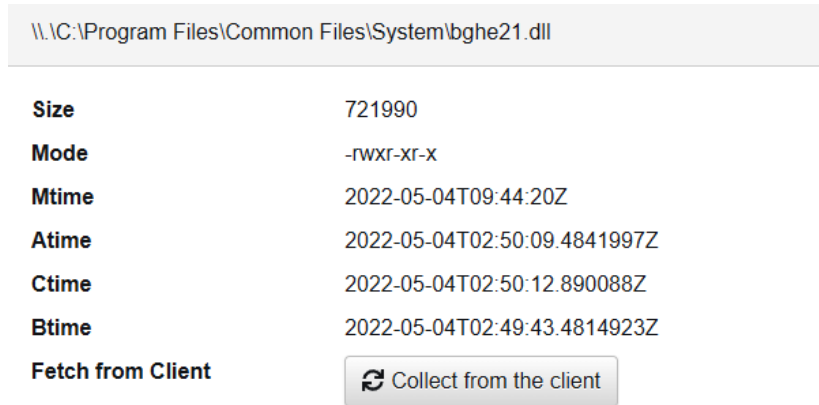 \\.\C:\Program Files\Common Files\System\bghe21.dll
Size 721990
Mode -rwxr-xr-x
Mtime 2022-05-04T09:44:20Z
Atime 2022-05-04T02:50:09.4841997Z
Ctime 2022-05-04T02:50:12.890088Z
Btime 2022-05-04T02:49:43.4814923Z
Fetch from Client Collect from the client